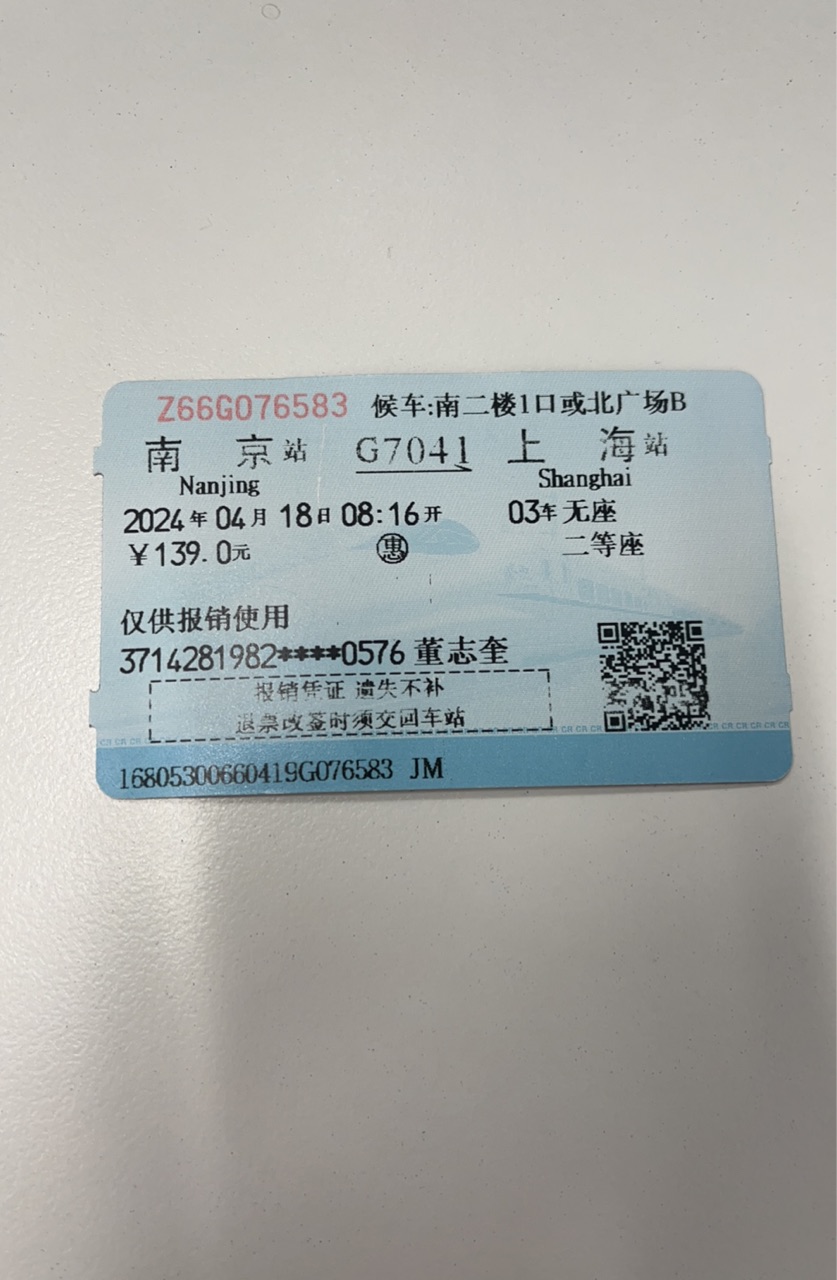 Z66G076583 候车:南二楼1口或北广场B
南京站 G7041 上海站
Nanjing Shanghai
2024年04月18日08:16开 03车无座
¥139.0元 惠 二等座
仅供报销使用
3714281982****0576 董志奎
报销凭证 遗失不补
退票改签时须交回车站
16805300660419G076583 JM